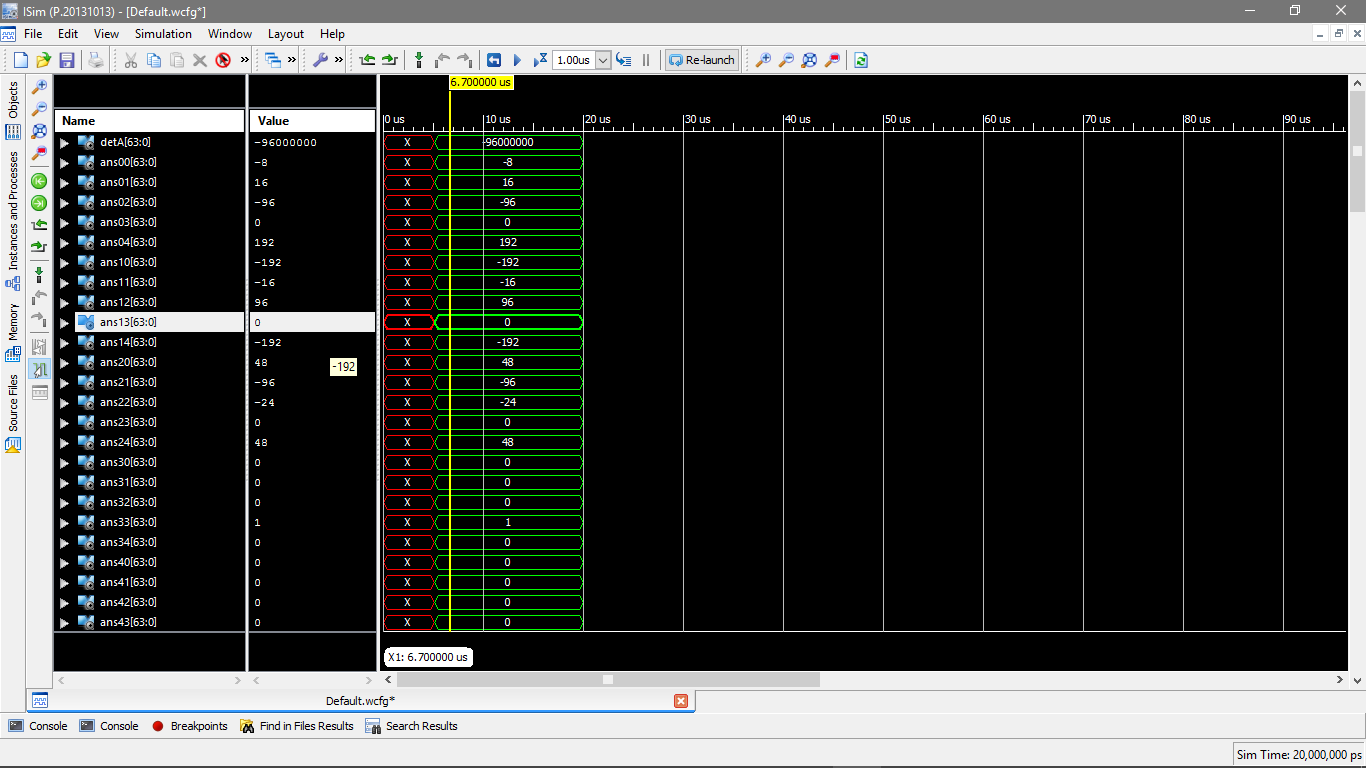 ISim (P.20131013) - [Default.wcfg*]
File Edit View Simulation Window Layout Help
» » » 1.00us Re-launch
Objects
Instances and Processes
Memory
Source Files
6.700000 us
Name Value 0 us 10 us 20 us 30 us 40 us 50 us 60 us 70 us 80 us 90 us
detA[63:0] -96000000 X -96000000
ans00[63:0] -8 X -8
ans01[63:0] 16 X 16
ans02[63:0] -96 X -96
ans03[63:0] 0 X 0
ans04[63:0] 192 X 192
ans10[63:0] -192 X -192
ans11[63:0] -16 X -16
ans12[63:0] 96 X 96
ans13[63:0] 0 X 0
ans14[63:0] -192 X -192
ans20[63:0] 48 -192 X 48
ans21[63:0] -96 X -96
ans22[63:0] -24 X -24
ans23[63:0] 0 X 0
ans24[63:0] 48 X 48
ans30[63:0] 0 X 0
ans31[63:0] 0 X 0
ans32[63:0] 0 X 0
ans33[63:0] 1 X 1
ans34[63:0] 0 X 0
ans40[63:0] 0 X 0
ans41[63:0] 0 X 0
ans42[63:0] 0 X 0
ans43[63:0] 0 X 0
X1: 6.700000 us
Default.wcfg*
Console Console Breakpoints Find in Files Results Search Results
Sim Time: 20,000,000 ps